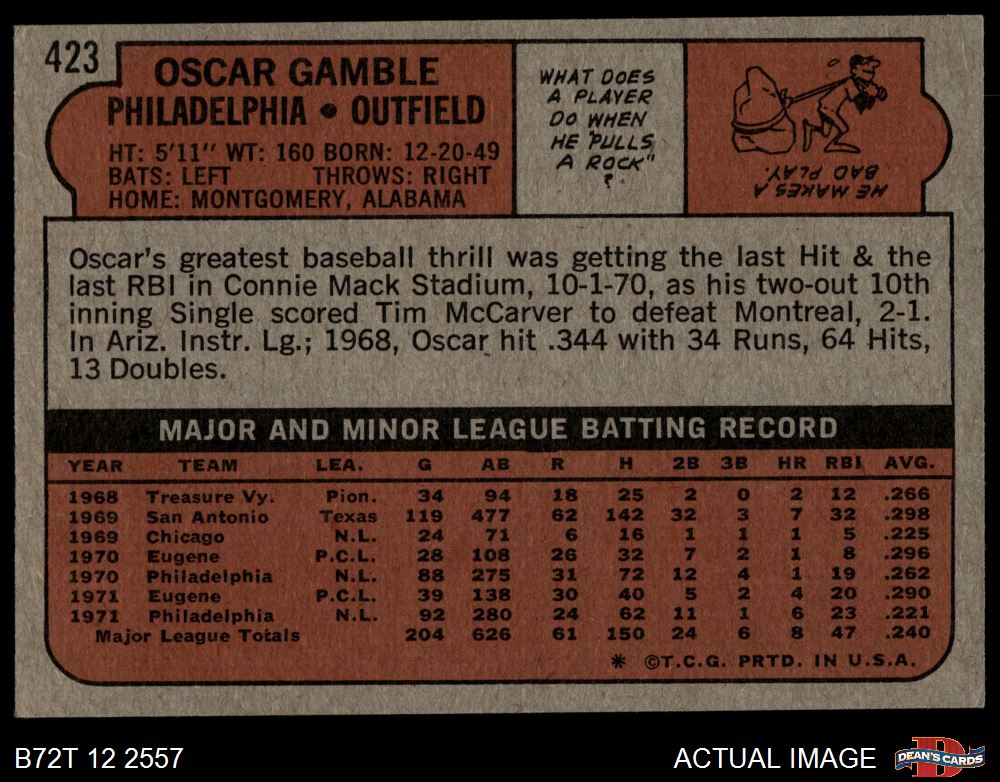 423
OSCAR GAMBLE
PHILADELPHIA • OUTFIELD
HT: 5'11" WT: 160 BORN: 12-20-49
BATS: LEFT THROWS: RIGHT
HOME: MONTGOMERY, ALABAMA
WHAT DOES
A PLAYER
DO WHEN
HE "PULLS
A ROCK"
?
HE MAKES A
BAD PLAY.
Oscar's greatest baseball thrill was getting the last Hit & the
last RBI in Connie Mack Stadium, 10-1-70, as his two-out 10th
inning Single scored Tim McCarver to defeat Montreal, 2-1.
In Ariz. Instr. Lg.; 1968, Oscar hit .344 with 34 Runs, 64 Hits,
13 Doubles.
MAJOR AND MINOR LEAGUE BATTING RECORD
YEAR TEAM LEA. G AB R H 2B 3B HR RBI AVG.
1968 Treasure Vy. Pion. 34 94 18 25 2 0 2 12 .266
1969 San Antonio Texas 119 477 62 142 32 3 7 32 .298
1969 Chicago N.L. 24 71 6 16 1 1 1 5 .225
1970 Eugene P.C.L. 28 108 26 32 7 2 1 8 .296
1970 Philadelphia N.L. 88 275 31 72 12 4 1 19 .262
1971 Eugene P.C.L. 39 138 30 40 5 2 4 20 .290
1971 Philadelphia N.L. 92 280 24 62 11 1 6 23 .221
Major League Totals 204 626 61 150 24 6 8 47 .240
* ©T.C.G. PRTD. IN U.S.A.
B72T 12 2557
ACTUAL IMAGE
D
DEAN'S CARDS